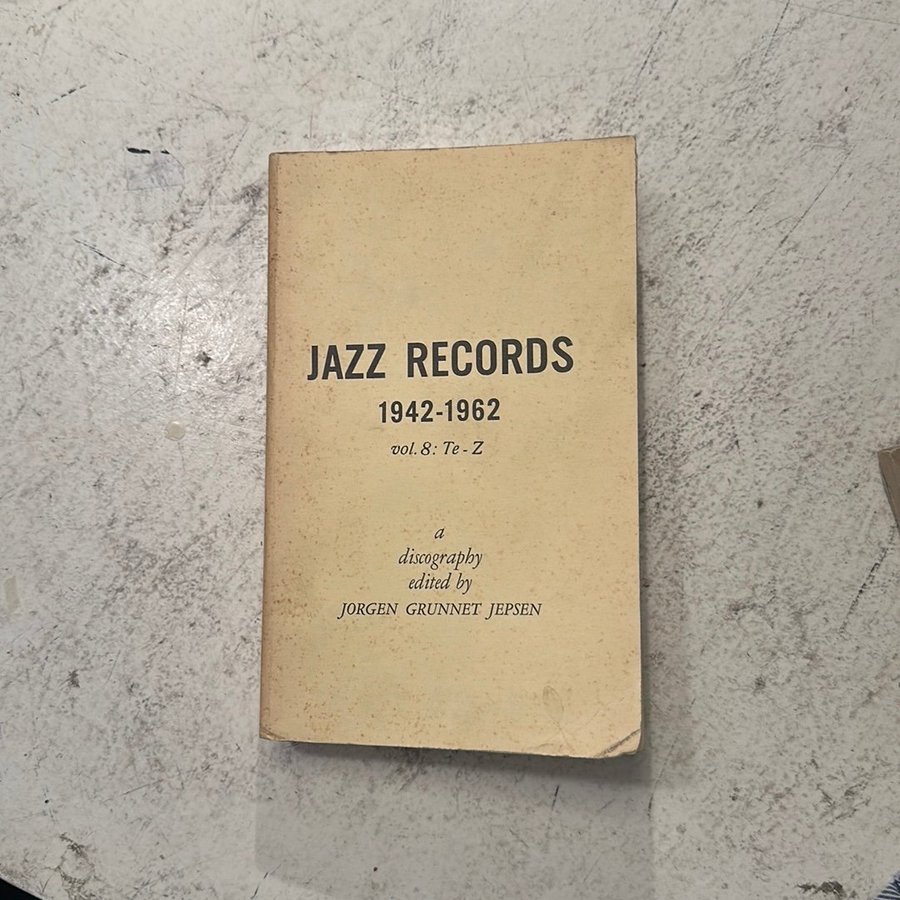 JAZZ RECORDS
1942-1962
vol. 8: Te - Z
a
discography
edited by
JORGEN GRUNNET JEPSEN